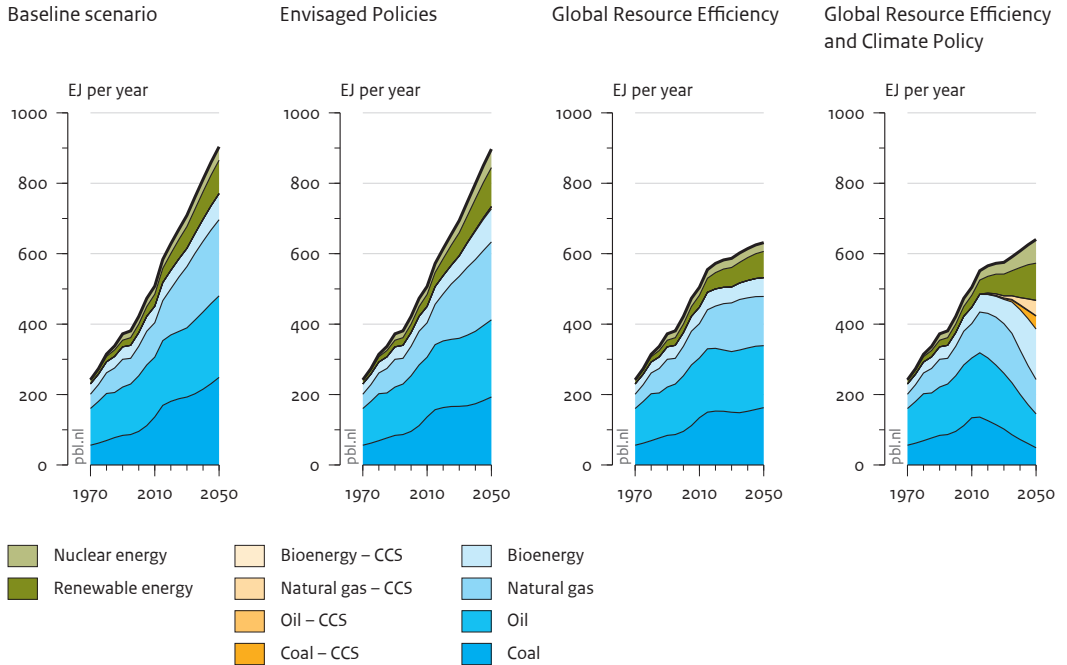 Baseline scenario
Envisaged Policies
Global Resource Efficiency
Global Resource Efficiency
and Climate Policy
EJ per year
1000
800
600
400
200
0
pbl.nl
1970
2010
2050
EJ per year
1000
800
600
400
200
0
pbl.nl
1970
2010
2050
EJ per year
1000
800
600
400
200
0
pbl.nl
1970
2010
2050
EJ per year
1000
800
600
400
200
0
pbl.nl
1970
2010
2050
Nuclear energy
Renewable energy
Bioenergy – CCS
Natural gas – CCS
Oil – CCS
Coal – CCS
Bioenergy
Natural gas
Oil
Coal